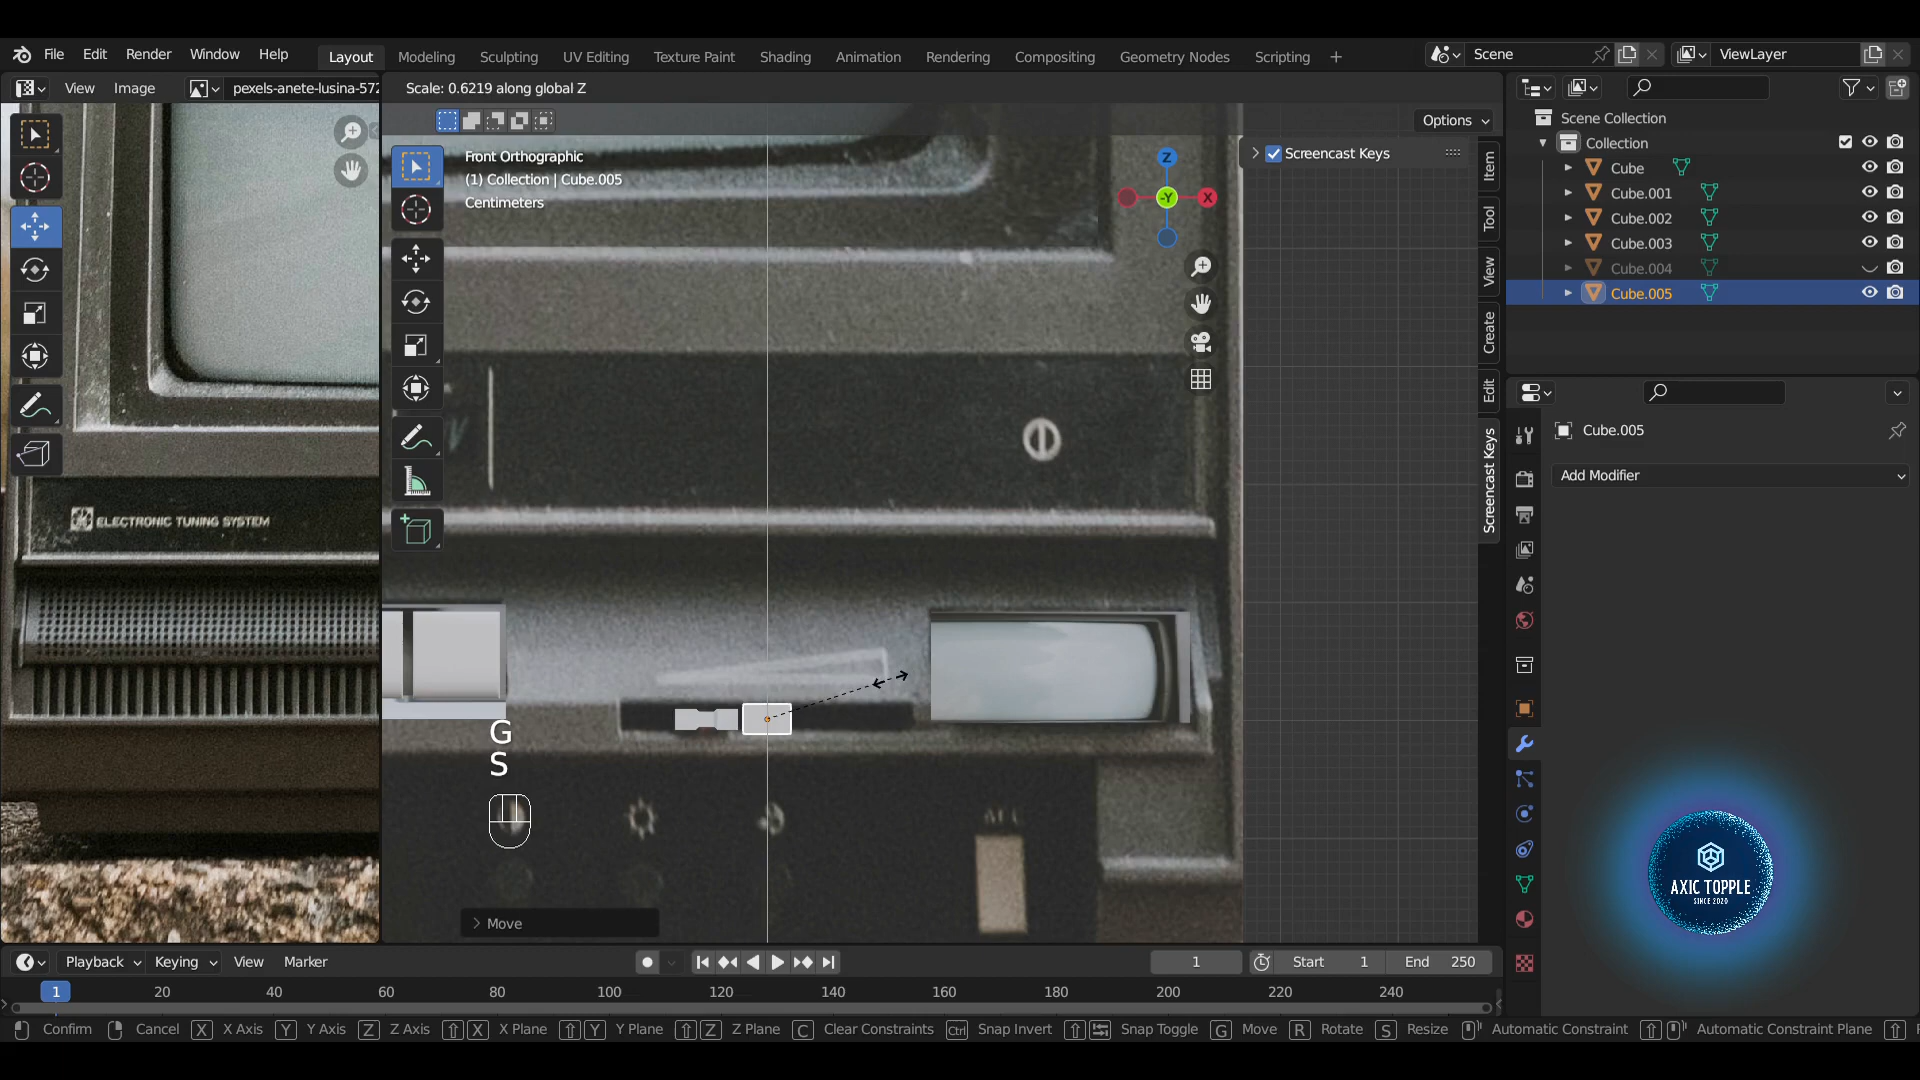 File Edit Render Window Help Layout Modeling Sculpting UV Editing Texture Paint Shading Animation Rendering Compositing Geometry Nodes Scripting + Scene ViewLayer
View Image pexels-anete-lusina-572 Scale: 0.6219 along global Z
Options
Front Orthographic
(1) Collection | Cube.005
Centimeters
Screencast Keys
Z
-Y
X
Item
Tool
View
Create
Edit
Screencast Keys
Scene Collection
Collection
Cube
Cube.001
Cube.002
Cube.003
Cube.004
Cube.005
Cube.005
Add Modifier
ELECTRONIC TUNING SYSTEM
G
S
Move
AXIC TOPPLE
SINCE 2020
Playback Keying View Marker 1 Start 1 End 250
1 20 40 60 80 100 120 140 160 180 200 220 240
Confirm Cancel X X Axis Y Y Axis Z Z Axis X X Plane Y Y Plane Z Z Plane C Clear Constraints Ctrl Snap Invert Snap Toggle G Move R Rotate S Resize Automatic Constraint Automatic Constraint Plane